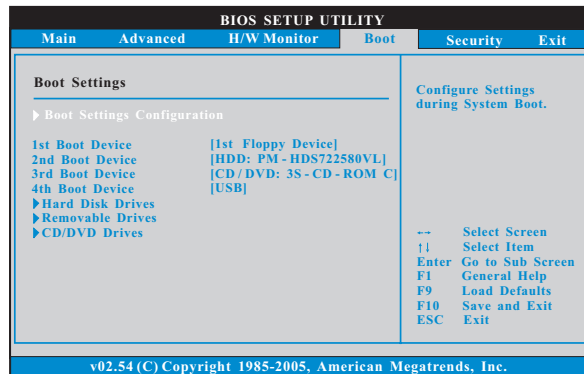 BIOS SETUP UTILITY
Main Advanced H/W Monitor Boot Security Exit
Boot Settings
Boot Settings Configuration
1st Boot Device [1st Floppy Device]
2nd Boot Device [HDD: PM - HDS722580VL]
3rd Boot Device [CD / DVD: 3S - CD - ROM C]
4th Boot Device [USB]
Hard Disk Drives
Removable Drives
CD/DVD Drives
Configure Settings
during System Boot.
←→ Select Screen
↑↓ Select Item
Enter Go to Sub Screen
F1 General Help
F9 Load Defaults
F10 Save and Exit
ESC Exit
v02.54 (C) Copyright 1985-2005, American Megatrends, Inc.